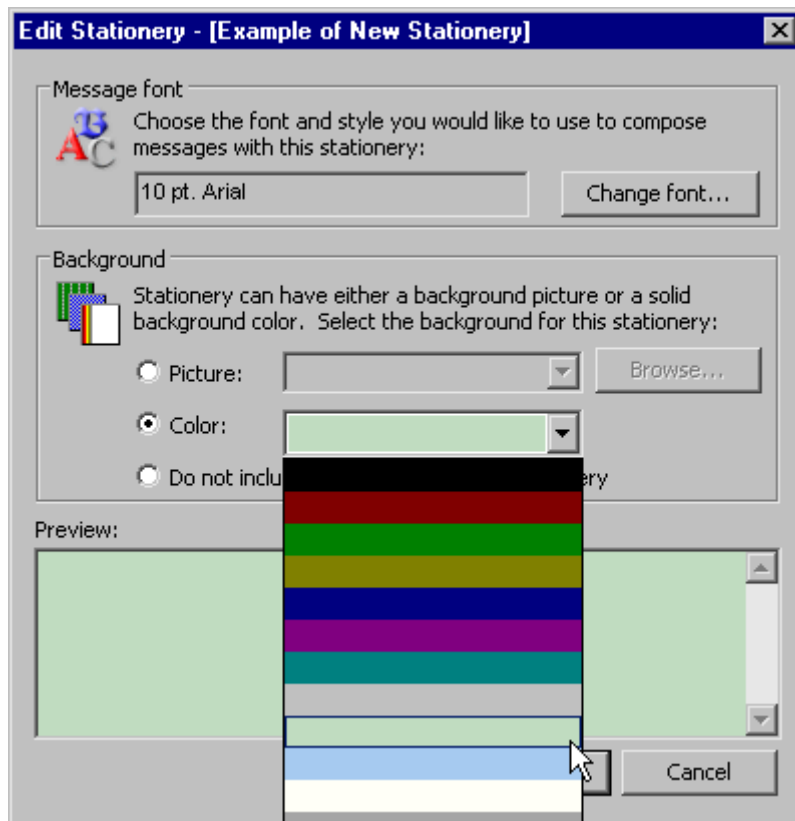 Edit Stationery - [Example of New Stationery]
Message font
Choose the font and style you would like to use to compose
messages with this stationery:
10 pt. Arial
Change font...
Background
Stationery can have either a background picture or a solid
background color.  Select the background for this stationery:
Picture:
Browse...
Color:
Do not inclu
ery
Preview:
Cancel